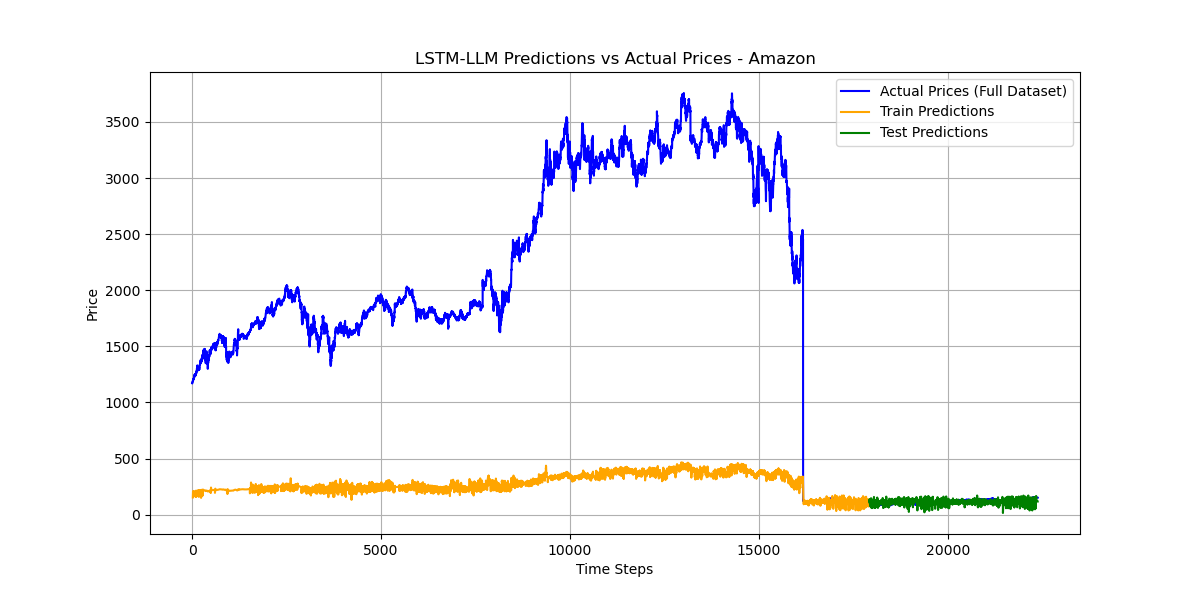 LSTM-LLM Predictions vs Actual Prices - Amazon
Actual Prices (Full Dataset)
Train Predictions
Test Predictions
Price
3500
3000
2500
2000
1500
1000
500
0
0
5000
10000
15000
20000
Time Steps